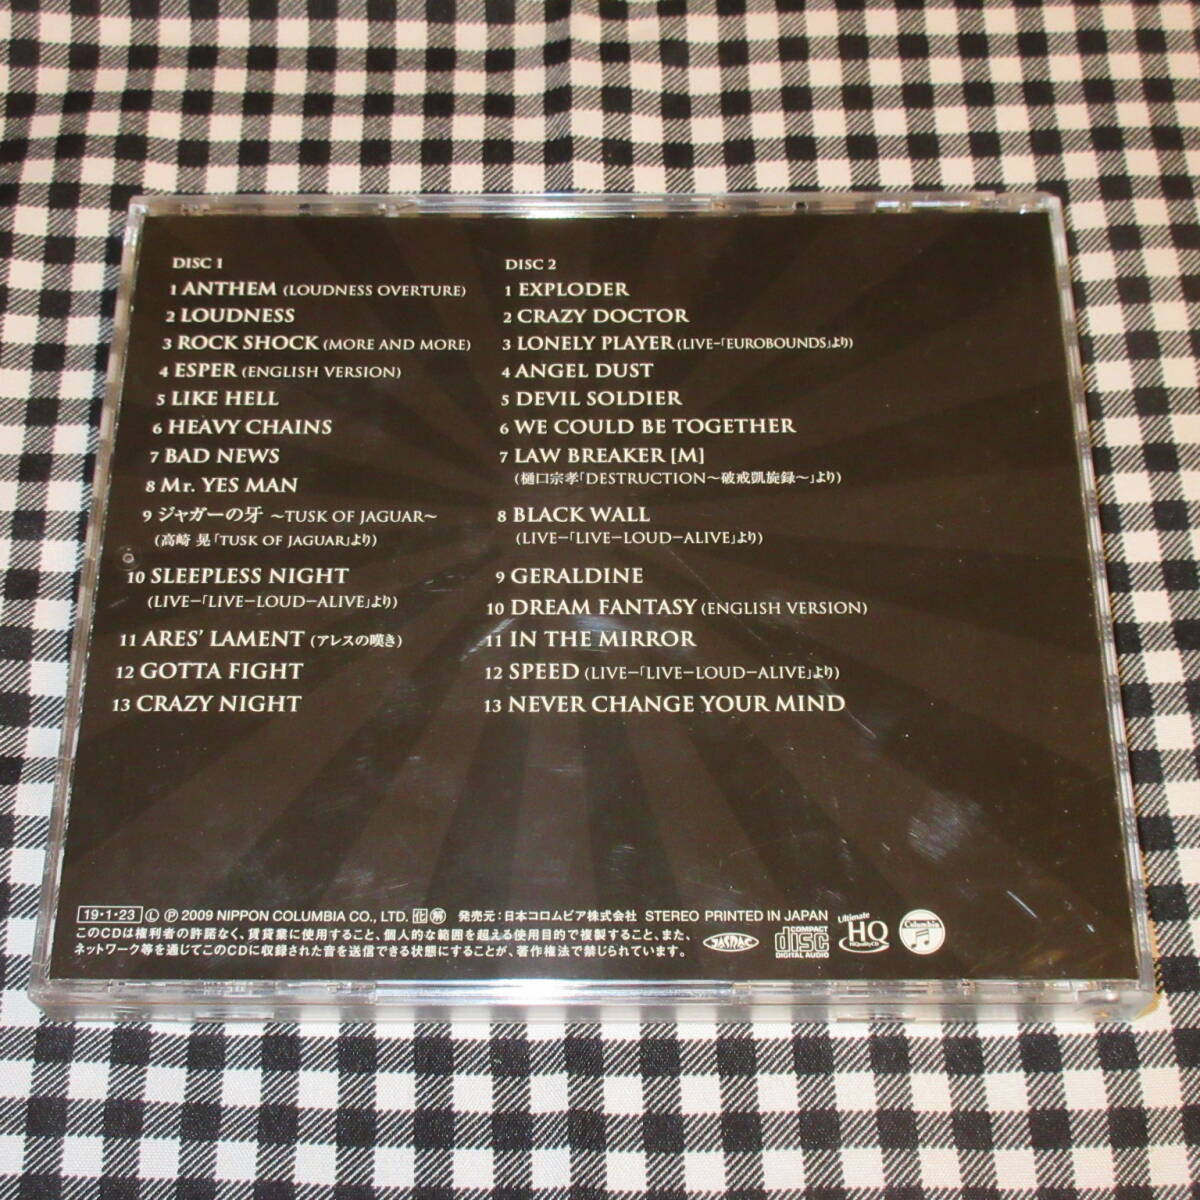 DISC 1
1 ANTHEM (LOUDNESS OVERTURE)
2 LOUDNESS
3 ROCK SHOCK (MORE AND MORE)
4 ESPER (ENGLISH VERSION)
5 LIKE HELL
6 HEAVY CHAINS
7 BAD NEWS
8 Mr. YES MAN
9 ジャガーの牙 ～TUSK OF JAGUAR～
(高崎 晃「TUSK OF JAGUAR」より)
10 SLEEPLESS NIGHT
(LIVE-「LIVE-LOUD-ALIVE」より)
11 ARES' LAMENT (アレスの嘆き)
12 GOTTA FIGHT
13 CRAZY NIGHT
DISC 2
1 EXPLODER
2 CRAZY DOCTOR
3 LONELY PLAYER (LIVE-「EUROBOUNDS」より)
4 ANGEL DUST
5 DEVIL SOLDIER
6 WE COULD BE TOGETHER
7 LAW BREAKER [M]
(樋口宗孝「DESTRUCTION～破戒凱旋録～」より)
8 BLACK WALL
(LIVE-「LIVE-LOUD-ALIVE」より)
9 GERALDINE
10 DREAM FANTASY (ENGLISH VERSION)
11 IN THE MIRROR
12 SPEED (LIVE-「LIVE-LOUD-ALIVE」より)
13 NEVER CHANGE YOUR MIND
19・1・23 Ⓛ Ⓟ 2009 NIPPON COLUMBIA CO., LTD. 化 解 発売元：日本コロムビア株式会社 STEREO PRINTED IN JAPAN
このCDは権利者の許諾なく、賃貸業に使用すること、個人的な範囲を超える使用目的で複製すること、また、
ネットワーク等を通じてこのCDに収録された音を送信できる状態にすることが、著作権法で禁じられています。
JASRAC
COMPACT
disc
DIGITAL AUDIO
Ultimate
HQ
HiQualityCD
Columbia